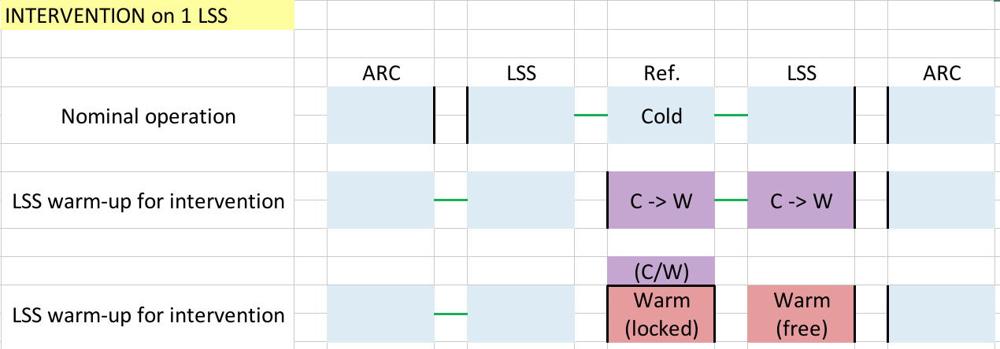 INTERVENTION on 1 LSS
ARC LSS Ref. LSS ARC
Nominal operation Cold
LSS warm-up for intervention C -> W C -> W
(C/W)
LSS warm-up for intervention Warm (locked) Warm (free)